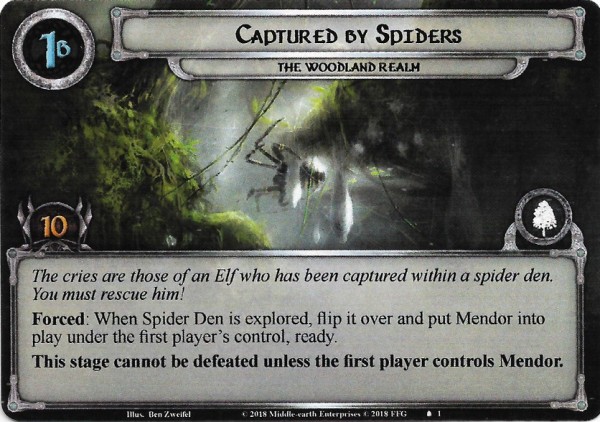 1B
CAPTURED BY SPIDERS
THE WOODLAND REALM
10
The cries are those of an Elf who has been captured within a spider den.
You must rescue him!
Forced: When Spider Den is explored, flip it over and put Mendor into
play under the first player's control, ready.
This stage cannot be defeated unless the first player controls Mendor.
Illus. Ben Zweifel © 2018 Middle-earth Enterprises © 2018 FFG 1